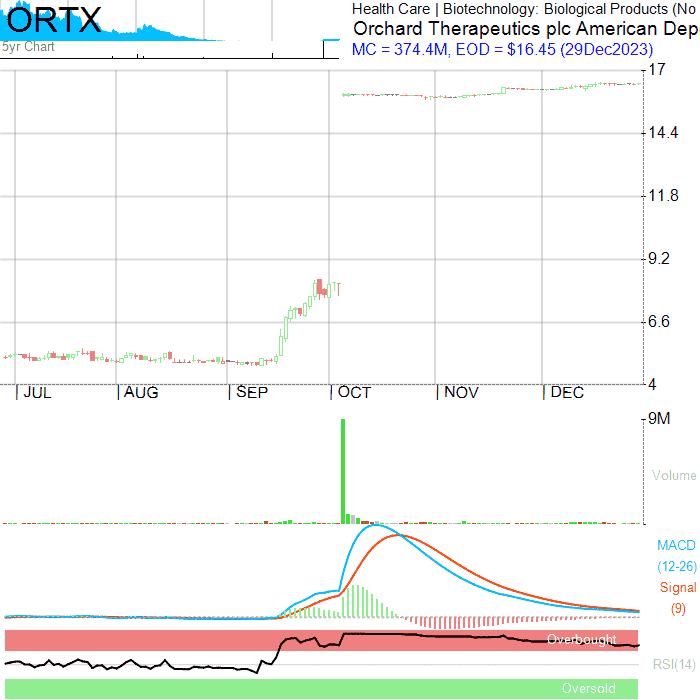 ORTX
5yr Chart
Health Care | Biotechnology: Biological Products (No
Orchard Therapeutics plc American Dep
MC = 374.4M, EOD = $16.45 (29Dec2023)
17
14.4
11.8
9.2
6.6
4
JUL AUG SEP OCT NOV DEC
9M
Volume
MACD
(12-26)
Signal
(9)
Overbought
RSI(14)
Oversold